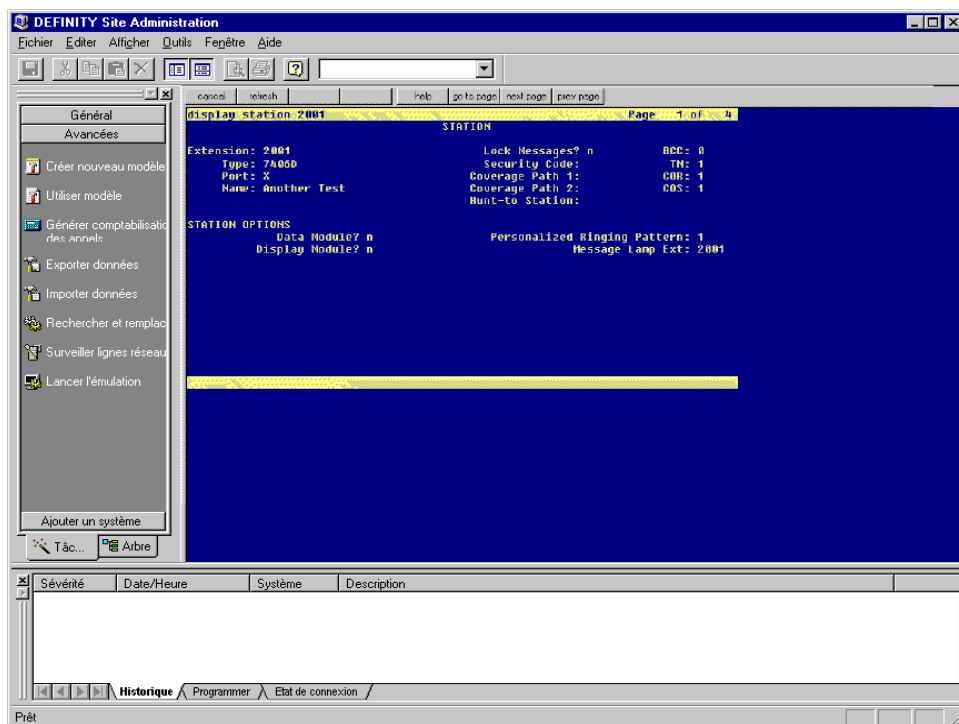 DEFINITY Site Administration
Fichier Editer Afficher Outils Fenêtre Aide
cancel refresh help go to page next page prev page
Général
Avancées
Créer nouveau modèle
Utiliser modèle
Générer comptabilisatio
des appels
Exporter données
Importer données
Rechercher et remplac
Surveiller lignes réseau
Lancer l'émulation
Ajouter un système
Tâc... Arbre
display station 2001 Page 1 of 4
STATION
Extension: 2001 Lock Messages? n BCC: 0
Type: 7406D Security Code: TN: 1
Port: X Coverage Path 1: COR: 1
Name: Another Test Coverage Path 2: COS: 1
Hunt-to Station:
STATION OPTIONS
Data Module? n Personalized Ringing Pattern: 1
Display Module? n Message Lamp Ext: 2001
Sévérité Date/Heure Système Description
Historique Programmer Etat de connexion
Prêt